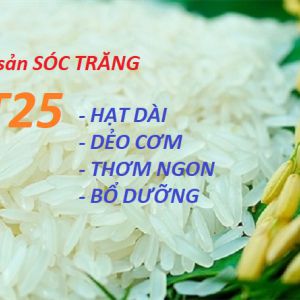 sản SÓC TRĂNG
T25
- HẠT DÀI
- DẺO CƠM
- THƠM NGON
- BỔ DƯỠNG